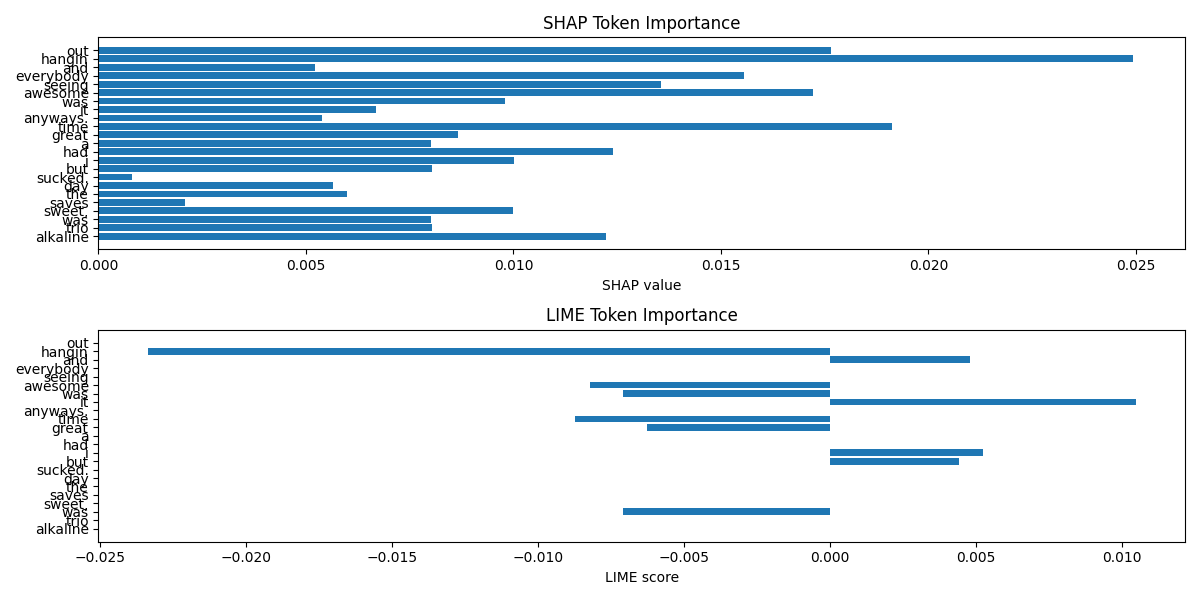 SHAP Token Importance
out
hangin
and
everybody
seeing
awesome
was
it
anyways.
time
great
a
had
i
but
sucked.
day
the
saves
sweet.
was
trio
alkaline
0.000 0.005 0.010 0.015 0.020 0.025
SHAP value
LIME Token Importance
out
hangin
and
everybody
seeing
awesome
was
it
anyways.
time
great
a
had
i
but
sucked.
day
the
saves
sweet.
was
trio
alkaline
−0.025 −0.020 −0.015 −0.010 −0.005 0.000 0.005 0.010
LIME score